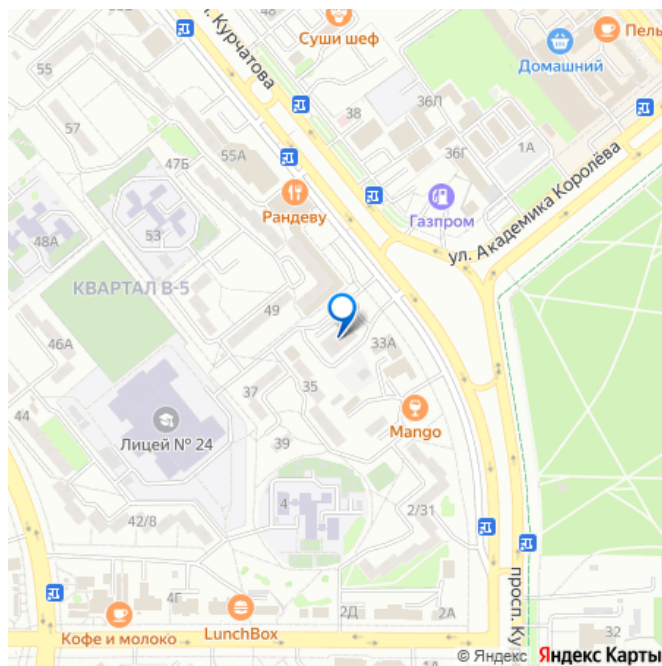 48
Суши шеф
Пель
Домашний
л. Курчатова
55
38
36Л
57
47Б
55А
36Г
1А
ул. Академика Королёва
Рандеву
Газпром
48А
53
КВАРТАЛ В-5
49
46А
33А
37
35
44
Mango
Лицей № 24
39
4
2/31
42/8
просп. Ку
4Г
2Д
2А
32
Кофе и молоко
LunchBox
© Яндекс Яндекс Карты